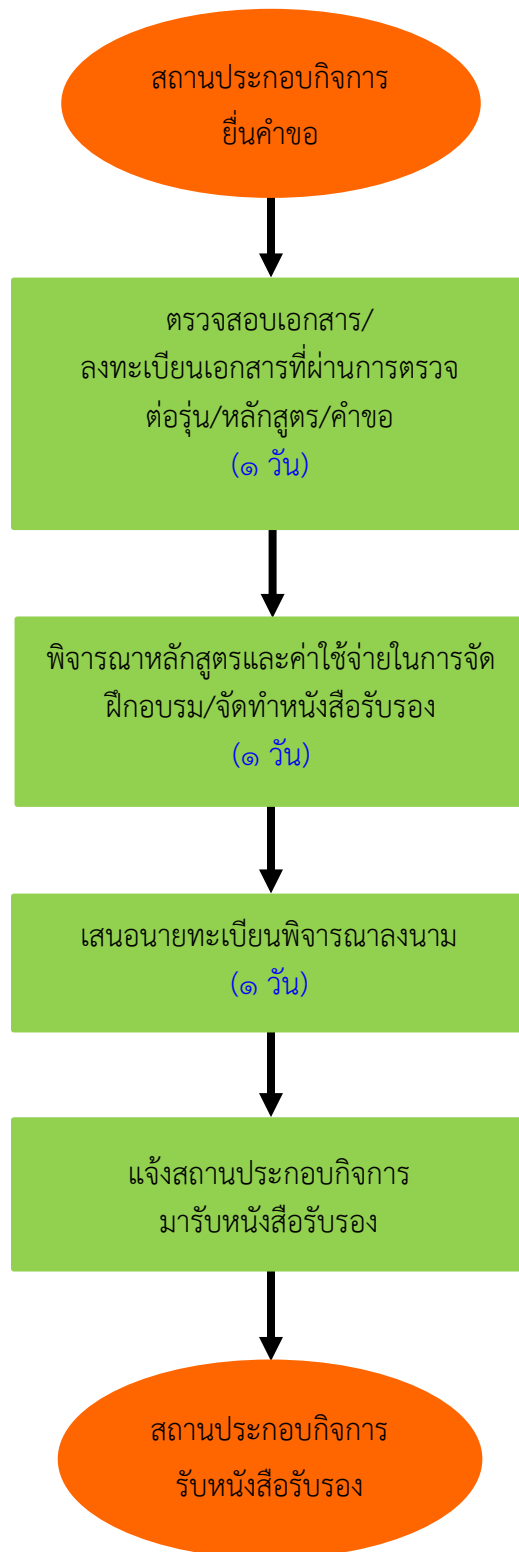 สถานประกอบกิจการ
ยื่นคำขอ
ตรวจสอบเอกสาร/
ลงทะเบียนเอกสารที่ผ่านการตรวจ
ต่อรุ่น/หลักสูตร/คำขอ
(๑ วัน)
พิจารณาหลักสูตรและค่าใช้จ่ายในการจัด
ฝึกอบรม/จัดทำหนังสือรับรอง
(๑ วัน)
เสนอนายทะเบียนพิจารณาลงนาม
(๑ วัน)
แจ้งสถานประกอบกิจการ
มารับหนังสือรับรอง
สถานประกอบกิจการ
รับหนังสือรับรอง